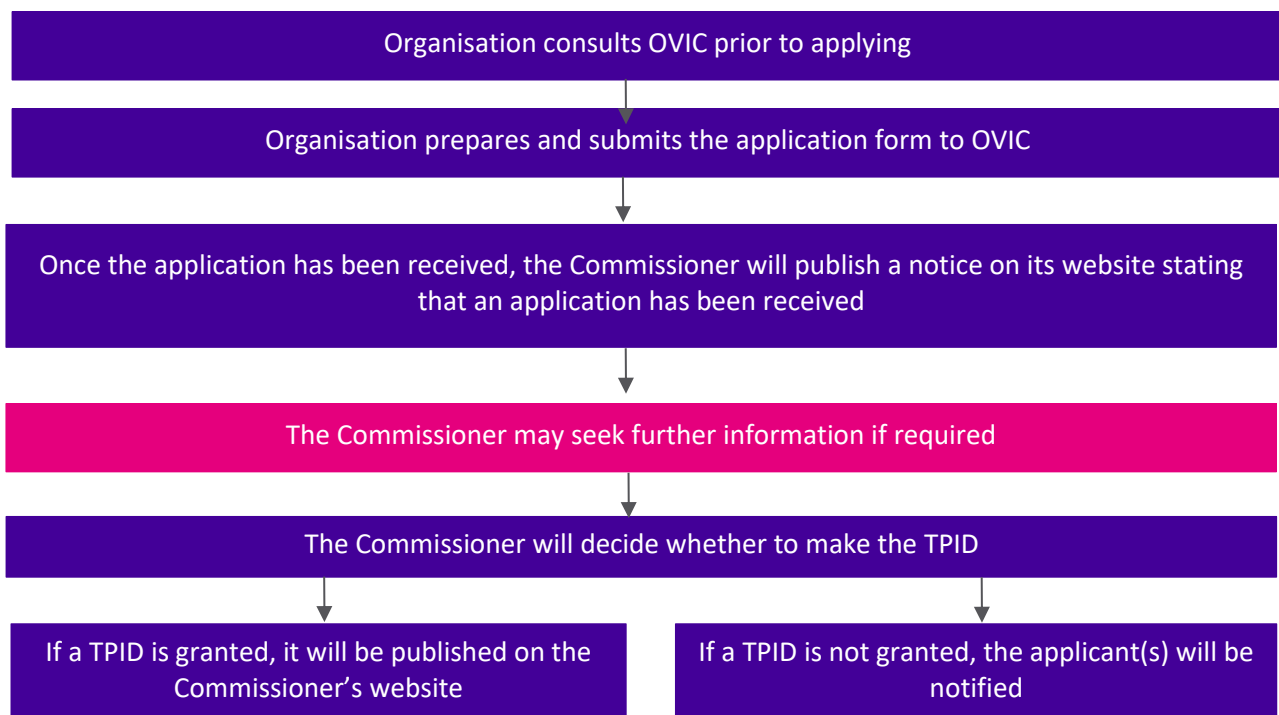 Organisation consults OVIC prior to applying
Organisation prepares and submits the application form to OVIC
Once the application has been received, the Commissioner will publish a notice on its website stating
that an application has been received
The Commissioner may seek further information if required
The Commissioner will decide whether to make the TPID
If a TPID is granted, it will be published on the
Commissioner’s website
If a TPID is not granted, the applicant(s) will be
notified